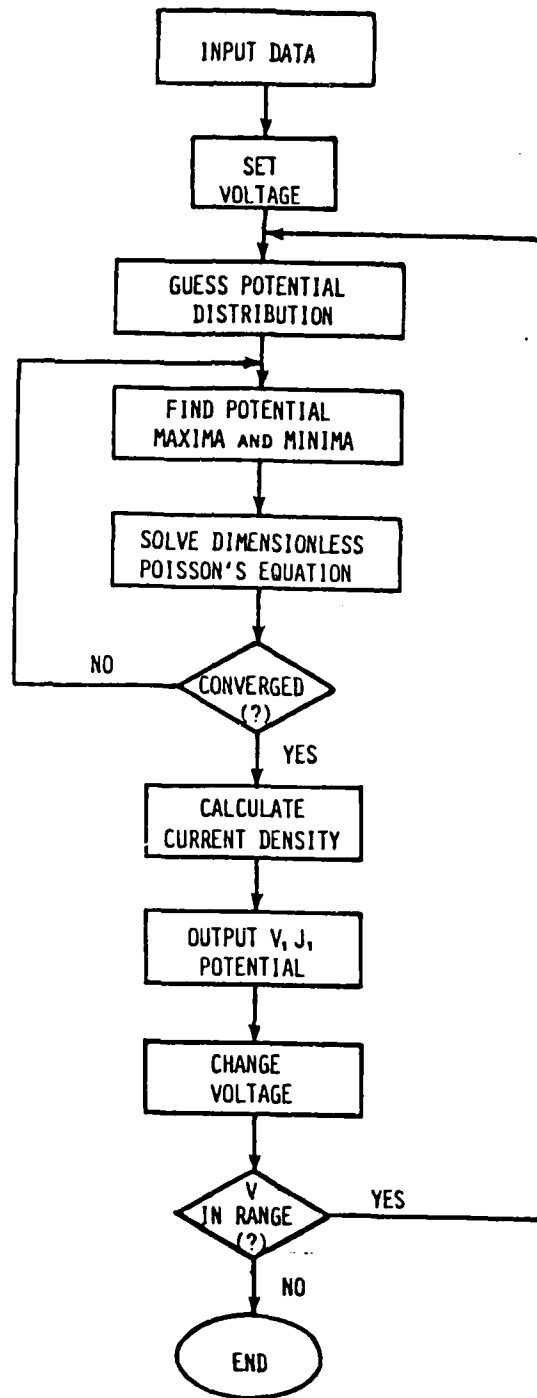 INPUT DATA
SET
VOLTAGE
GUESS POTENTIAL
DISTRIBUTION
FIND POTENTIAL
MAXIMA AND MINIMA
SOLVE DIMENSIONLESS
POISSON'S EQUATION
NO
CONVERGED
(?)
YES
CALCULATE
CURRENT DENSITY
OUTPUT V, J,
POTENTIAL
CHANGE
VOLTAGE
V
IN RANGE
(?)
YES
NO
END